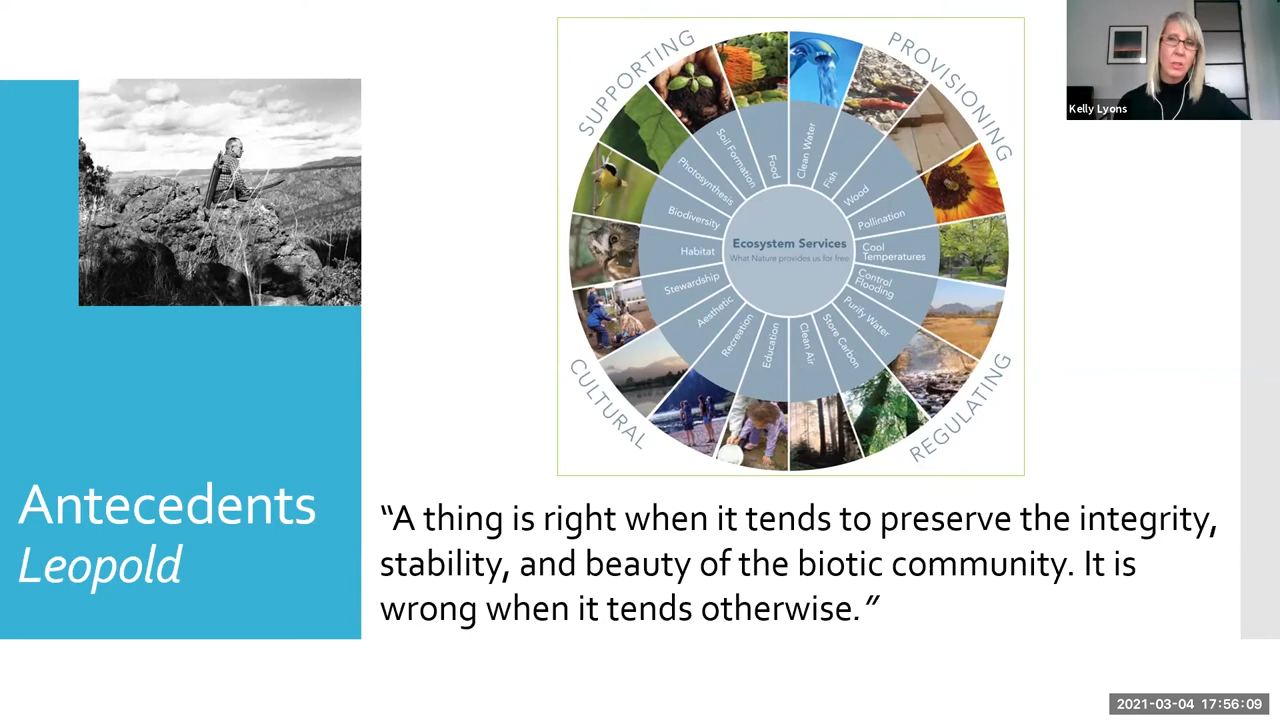 SUPPORTING
PROVISIONING
Kelly Lyons
Food
Clean Water
Soil Formation
Fish
Photosynthesis
Wood
Biodiversity
Pollination
Habitat
Cool
Temperatures
Stewardship
Control
Flooding
Aesthetic
Purify Water
Recreation
Store Carbon
Education
Clean Air
Ecosystem Services
What Nature provides us for free
CULTURAL
REGULATING
Antecedents
Leopold
“A thing is right when it tends to preserve the integrity,
stability, and beauty of the biotic community. It is
wrong when it tends otherwise.”
2021-03-04 17:56:09